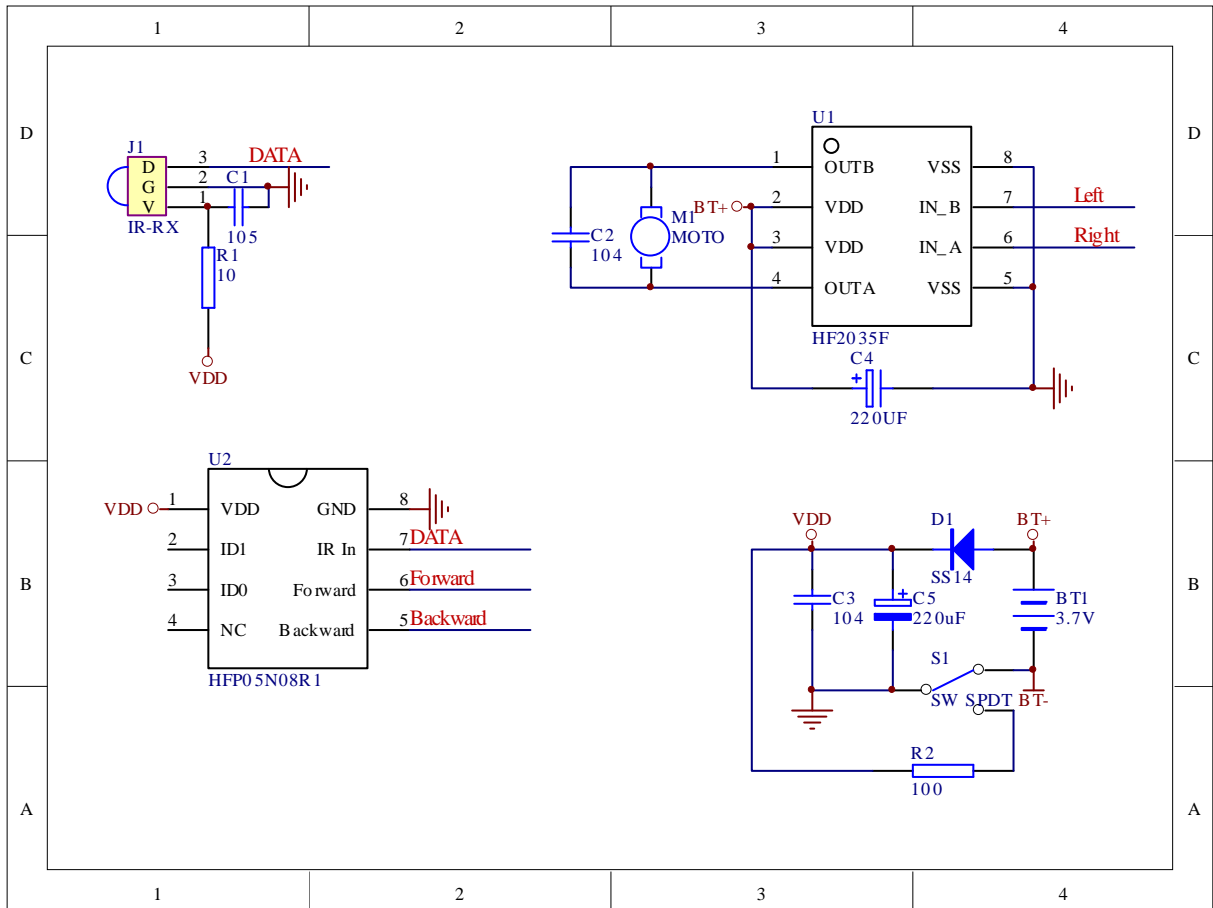 1 2 3 4
D D
J1
D 3 DATA
G 2 C1
V 1
IR-RX 105
R1
10
VDD
U1
1 OUTB VSS 8
BT+ 2 VDD IN_B 7 Left
3 VDD IN_A 6 Right
4 OUTA VSS 5
HF2035F
M1
MOTO
C2
104
C4
+
220UF
C C
U2
VDD 1 VDD GND 8
2 ID1 IR In 7 DATA
3 ID0 Forward 6 Forward
4 NC Backward 5 Backward
HFP05N08R1
B B
VDD D1 BT+
SS14
C3
104
+ C5
220uF
BT1
3.7V
S1
SW SPDT BT-
R2
100
A A
1 2 3 4